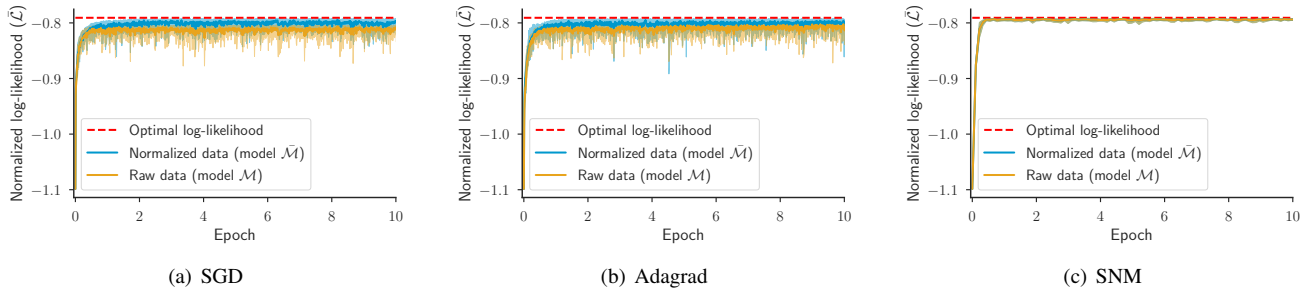 Normalized log-likelihood (ℒ̄)
−0.8
−0.9
−1.0
−1.1
Optimal log-likelihood
Normalized data (model ℳ̄)
Raw data (model ℳ)
0 2 4 6 8 10
Epoch
(a) SGD
Normalized log-likelihood (ℒ̄)
−0.8
−0.9
−1.0
−1.1
Optimal log-likelihood
Normalized data (model ℳ̄)
Raw data (model ℳ)
0 2 4 6 8 10
Epoch
(b) Adagrad
Normalized log-likelihood (ℒ̄)
−0.8
−0.9
−1.0
−1.1
Optimal log-likelihood
Normalized data (model ℳ̄)
Raw data (model ℳ)
0 2 4 6 8 10
Epoch
(c) SNM